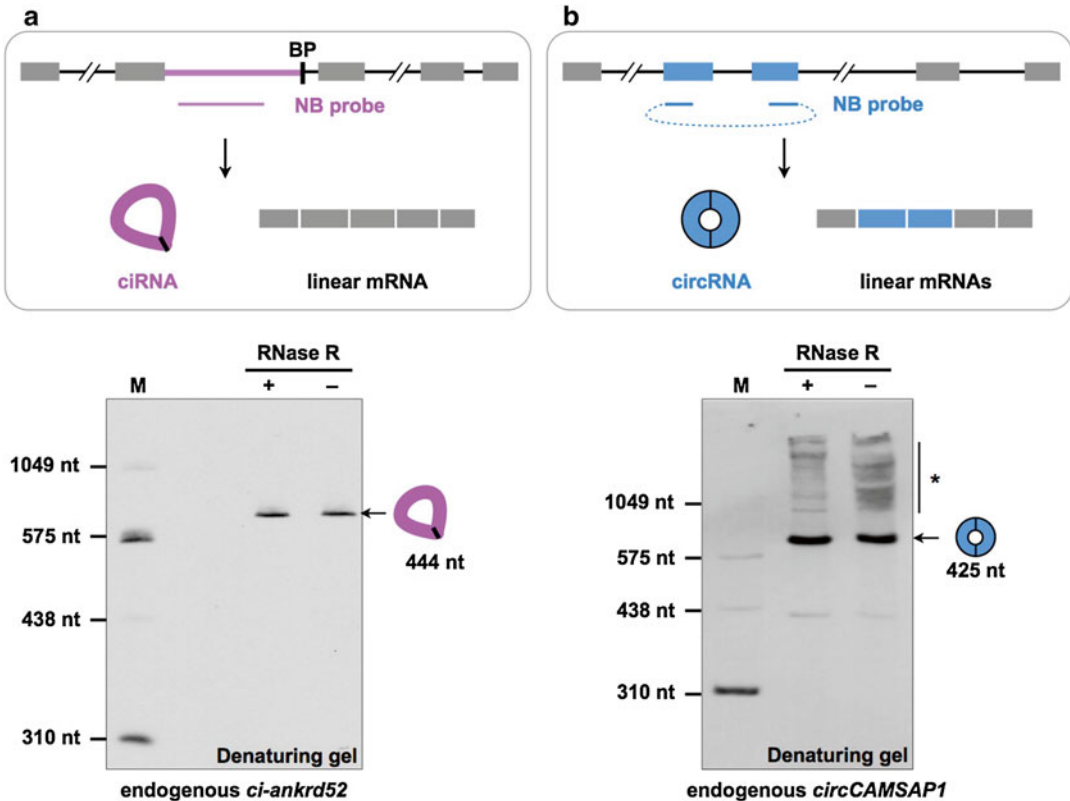 a
BP
NB probe
ciRNA
linear mRNA
RNase R
M
+
–
1049 nt
575 nt
438 nt
310 nt
444 nt
Denaturing gel
endogenous ci-ankrd52
b
NB probe
circRNA
linear mRNAs
RNase R
M
+
–
*
1049 nt
575 nt
438 nt
310 nt
425 nt
Denaturing gel
endogenous circCAMSAP1